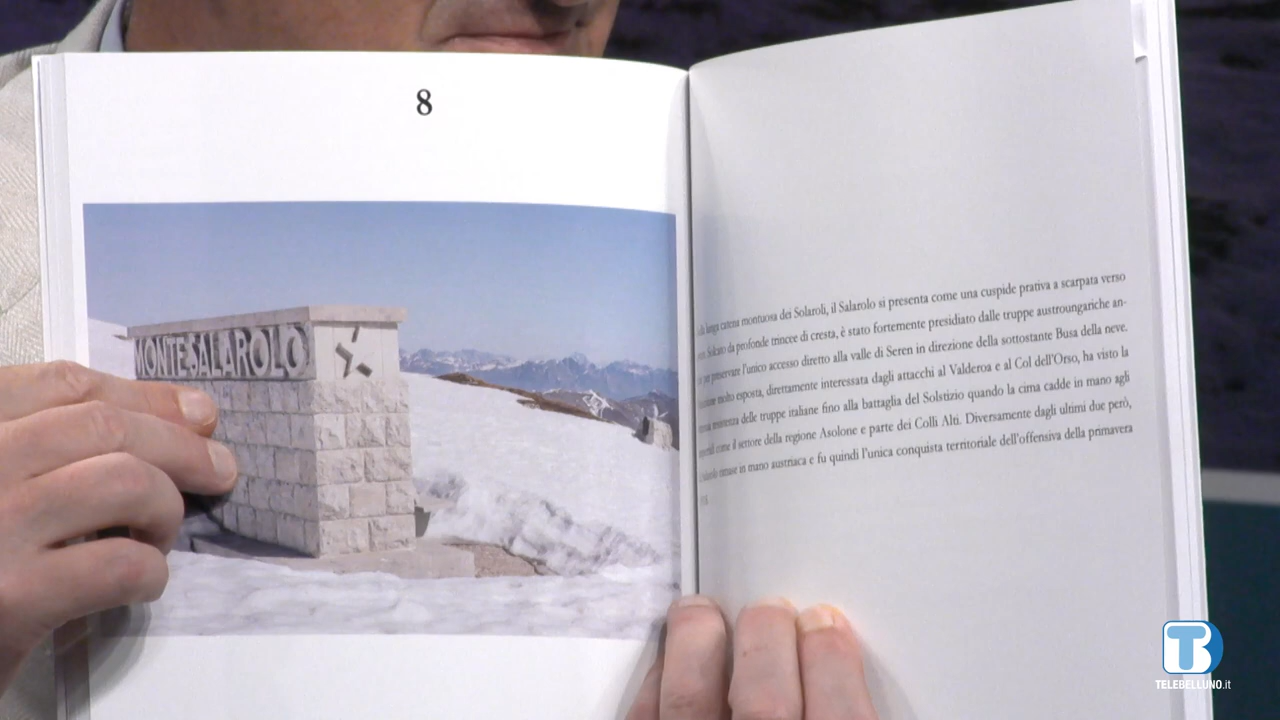 8
MONTE SALAROLO
lunga catena montuosa dei Solaroli, il Salarolo si presenta come una cuspide prativa a scarpata verso
Solcato da profonde trincee di cresta, è stato fortemente presidiato dalle truppe austroungariche an-
per preservare l'unico accesso diretto alla valle di Seren in direzione della sottostante Busa della neve.
molto esposta, direttamente interessata dagli attacchi al Valderoa e al Col dell'Orso, ha visto la
resistenza delle truppe italiane fino alla battaglia del Solstizio quando la cima cadde in mano agli
come il settore della regione Asolone e parte dei Colli Alti. Diversamente dagli ultimi due però,
rimase in mano austriaca e fu quindi l'unica conquista territoriale dell'offensiva della primavera
TELEBELLUNO.it